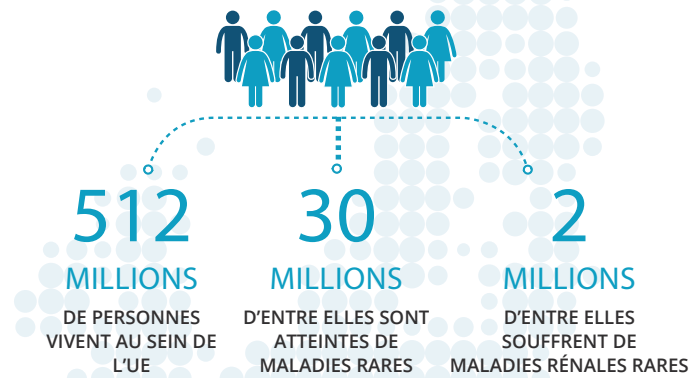 512
MILLIONS
DE PERSONNES
VIVENT AU SEIN DE
L'UE
30
MILLIONS
D'ENTRE ELLES SONT
ATTEINTES DE
MALADIES RARES
2
MILLIONS
D'ENTRE ELLES
SOUFFRENT DE
MALADIES RÉNALES RARES